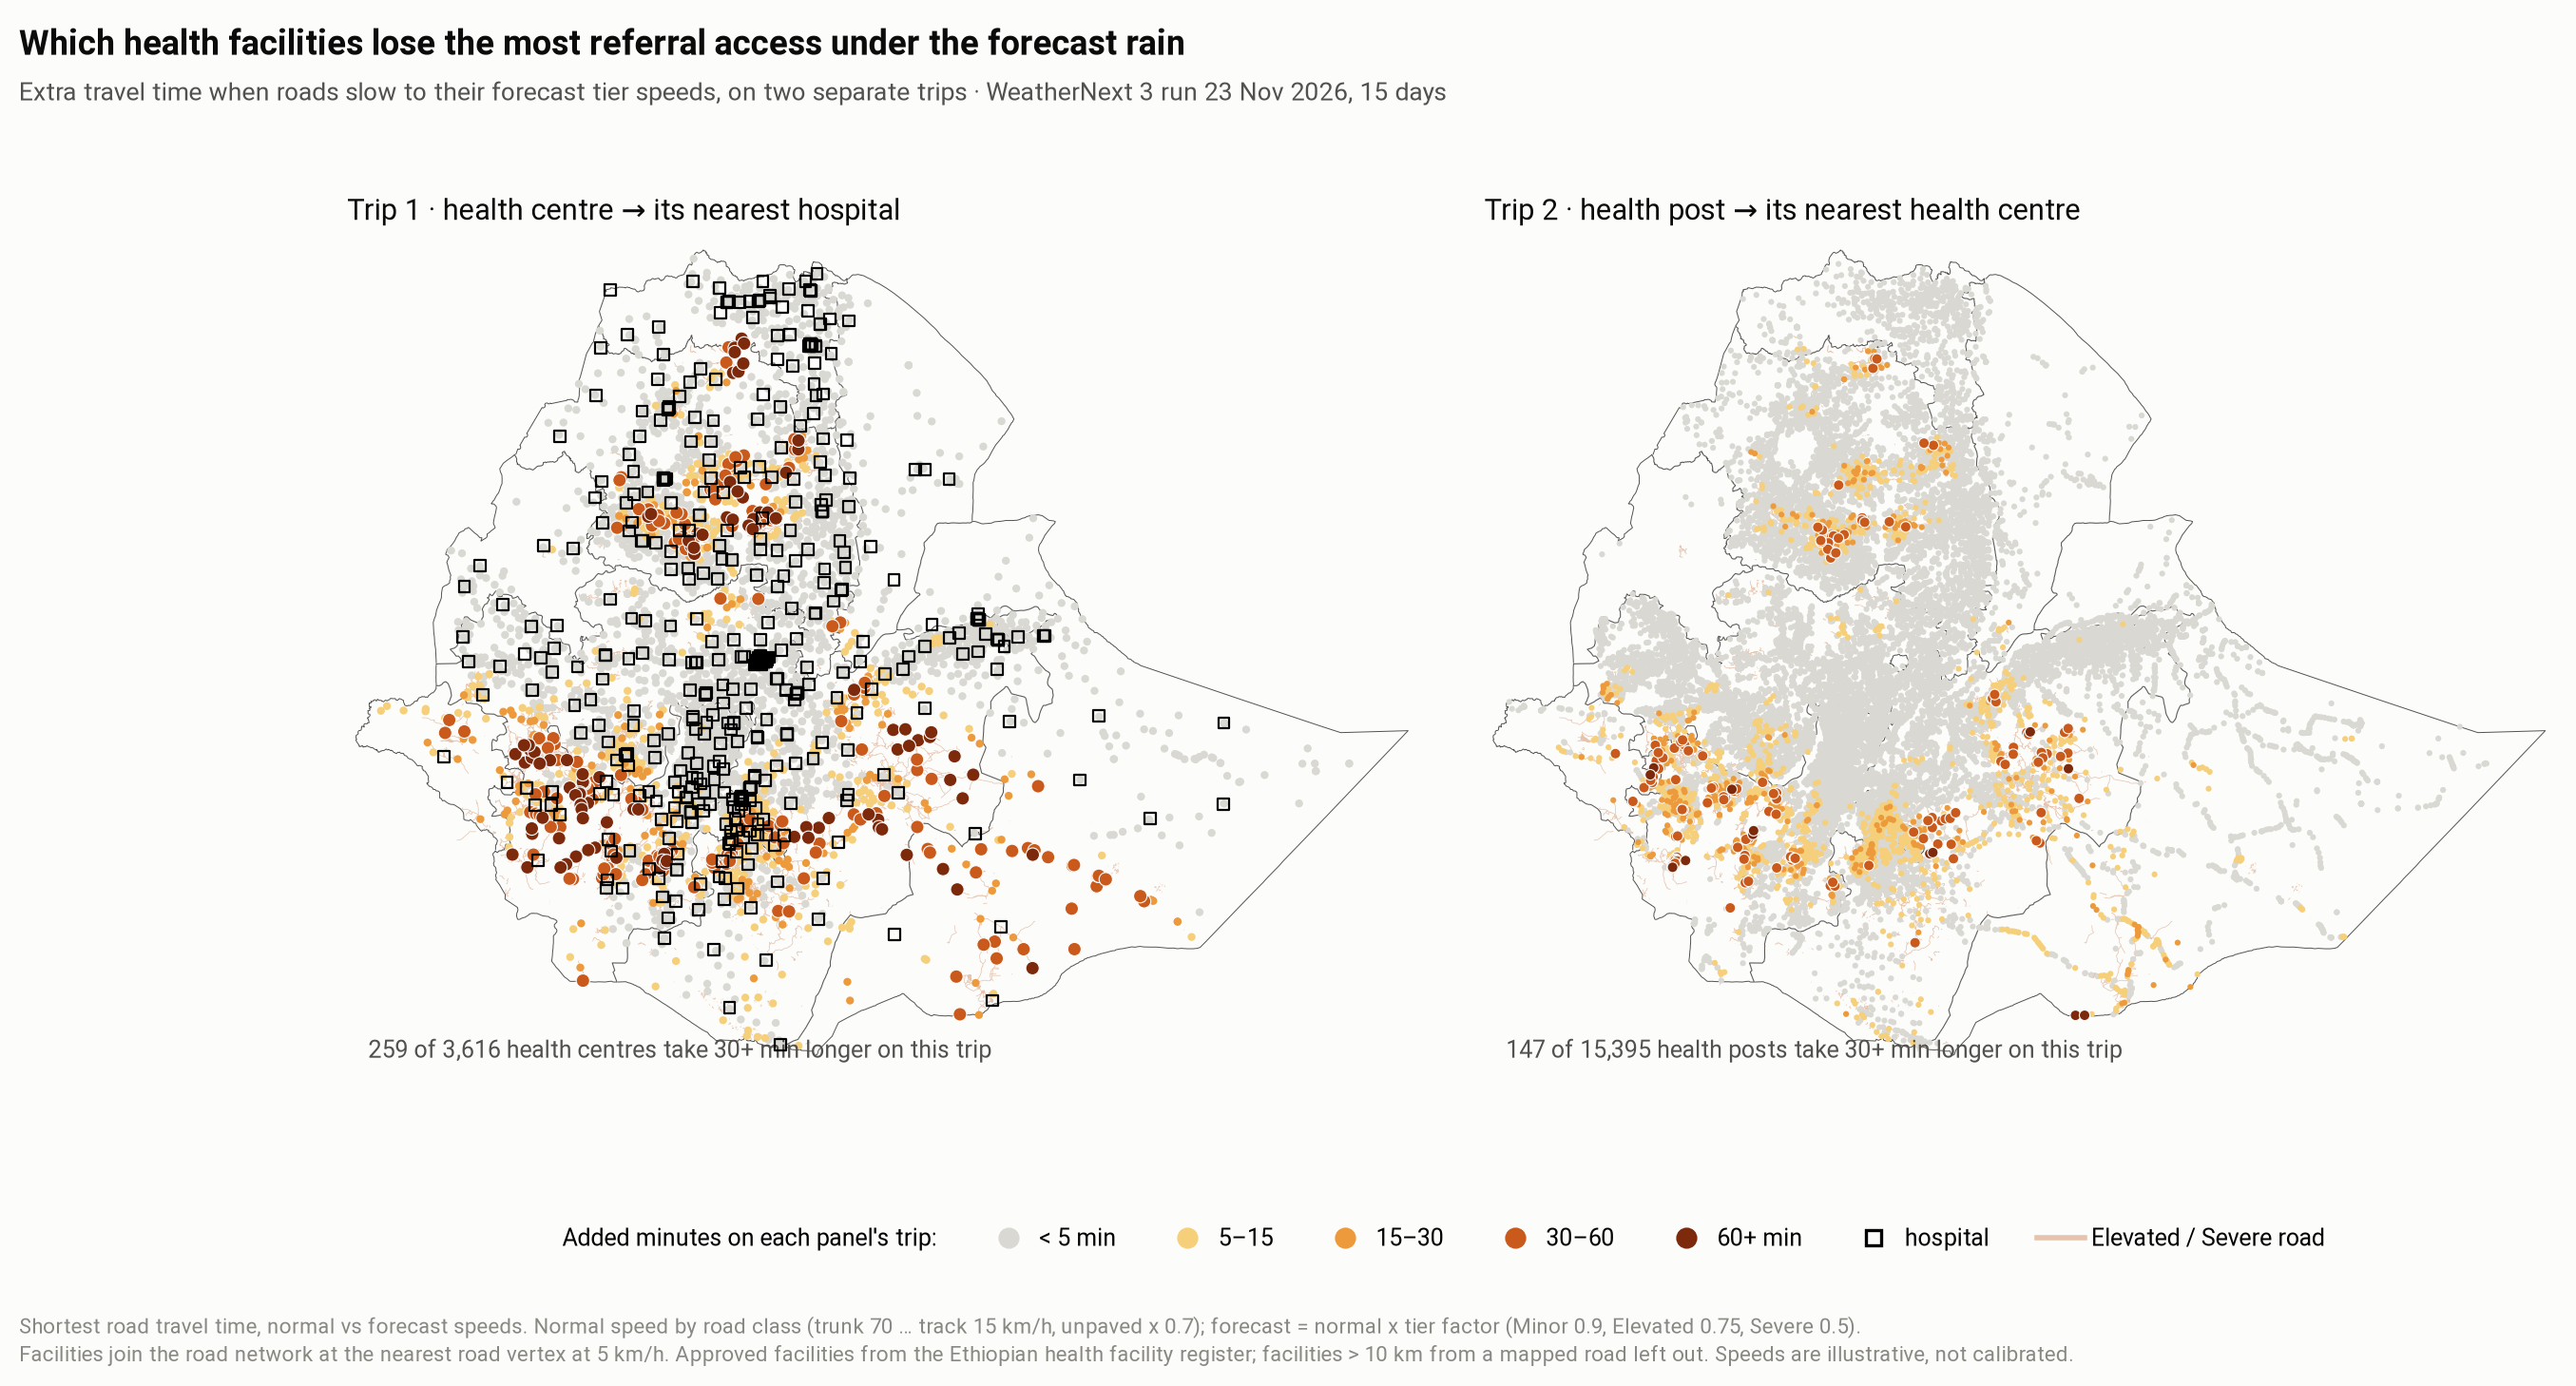 Which health facilities lose the most referral access under the forecast rain
Extra travel time when roads slow to their forecast tier speeds, on two separate trips · WeatherNext 3 run 23 Nov 2026, 15 days
Trip 1 · health centre → its nearest hospital
Trip 2 · health post → its nearest health centre
259 of 3,616 health centres take 30+ min longer on this trip
147 of 15,395 health posts take 30+ min longer on this trip
Added minutes on each panel's trip: < 5 min 5–15 15–30 30–60 60+ min hospital Elevated / Severe road
Shortest road travel time, normal vs forecast speeds. Normal speed by road class (trunk 70 ... track 15 km/h, unpaved x 0.7); forecast = normal x tier factor (Minor 0.9, Elevated 0.75, Severe 0.5).
Facilities join the road network at the nearest road vertex at 5 km/h. Approved facilities from the Ethiopian health facility register; facilities > 10 km from a mapped road left out. Speeds are illustrative, not calibrated.